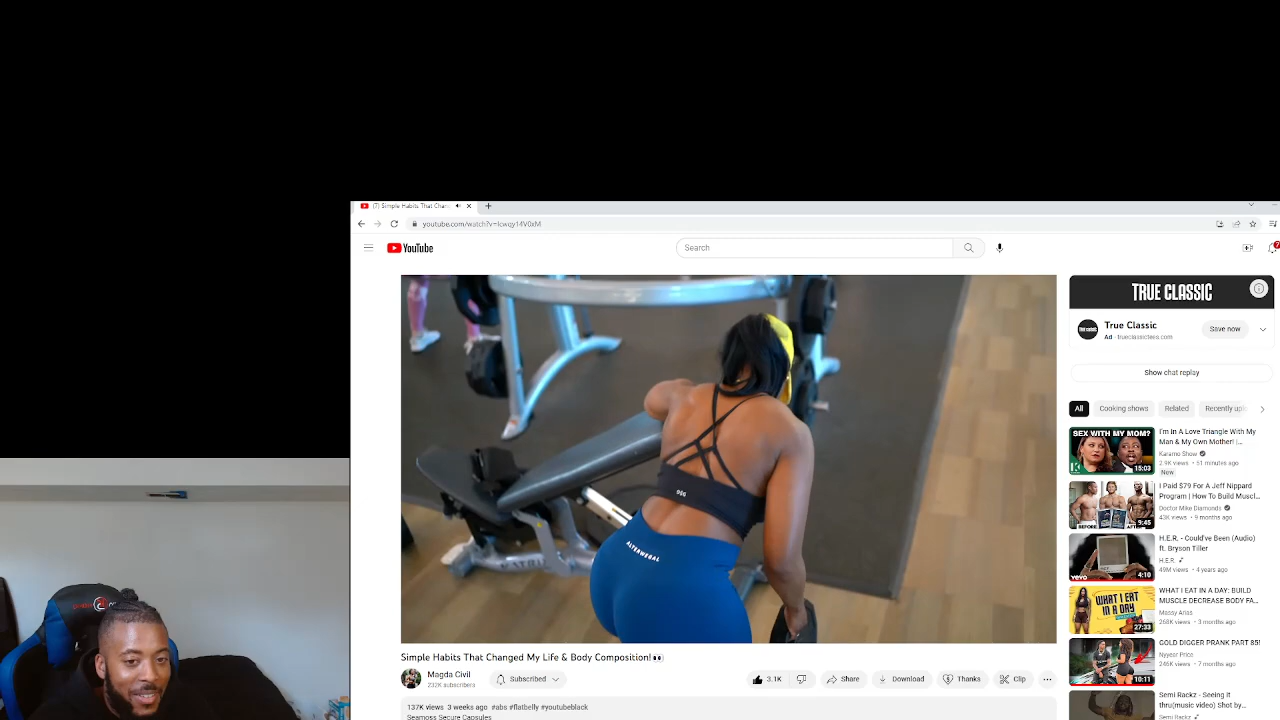 (7) Simple Habits That Chan
youtube.com/watch?v=Icwqy14V0xM
YouTube
Search
7
ALTERNEGAL
TRUE CLASSIC
True Classic
Ad · trueclassictees.com
Save now
Show chat replay
All
Cooking shows
Related
Recently upl
SEX WITH MY MOM?
15:03
I'm In A Love Triangle With My
Man & My Own Mother! |...
Karamo Show
2.9K views • 51 minutes ago
New
BEFORE
9:45
I Paid $79 For A Jeff Nippard
Program | How To Build Muscl...
Doctor Mike Diamonds
43K views • 9 months ago
vevo
4:10
H.E.R. - Could've Been (Audio)
ft. Bryson Tiller
H.E.R.
49M views • 4 years ago
WHAT I EAT
IN A DAY
27:33
WHAT I EAT IN A DAY: BUILD
MUSCLE DECREASE BODY FA...
Massy Arias
268K views • 3 months ago
10:11
GOLD DIGGER PRANK PART 85!
Nyyear Price
246K views • 7 months ago
Semi Rackz - Seeing it
thru(music video) Shot by...
Semi Rackz
Simple Habits That Changed My Life & Body Composition!👀
Magda Civil
232K subscribers
Subscribed
3.1K
Share
Download
Thanks
Clip
137K views 3 weeks ago #abs #flatbelly #youtubeblack
Seamoss Secure Capsules